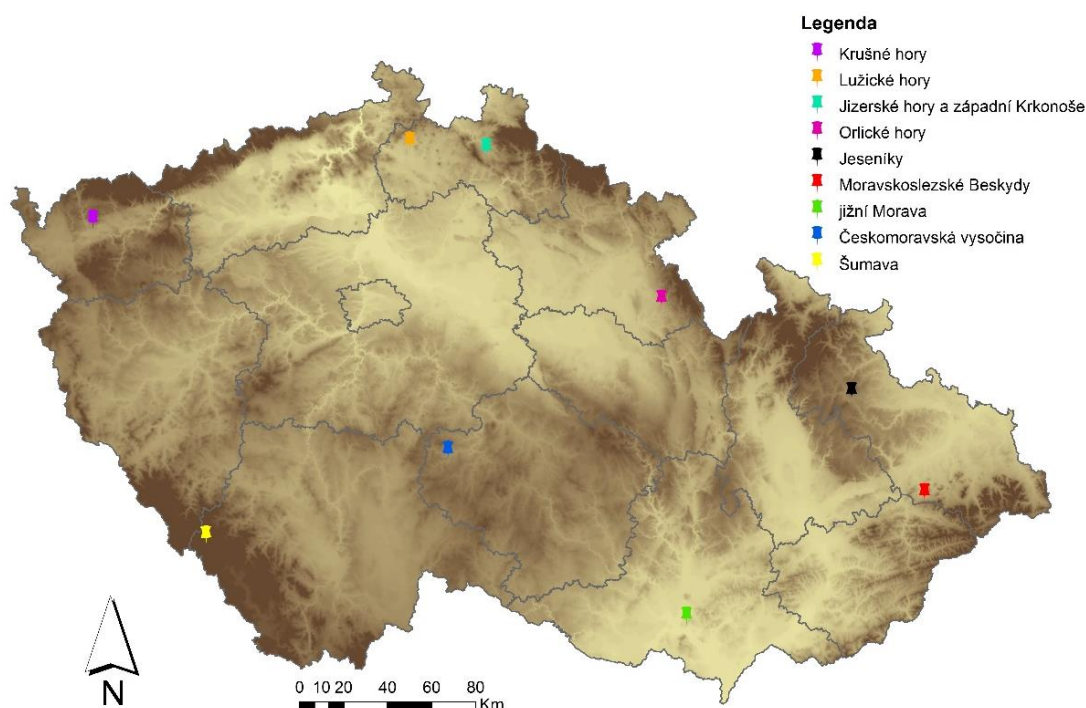 Legenda
Krušné hory
Lužické hory
Jizerské hory a západní Krkonoše
Orlické hory
Jeseníky
Moravskoslezské Beskydy
jižní Morava
Českomoravská vysočina
Šumava
N
0 10 20 40 60 80
Km